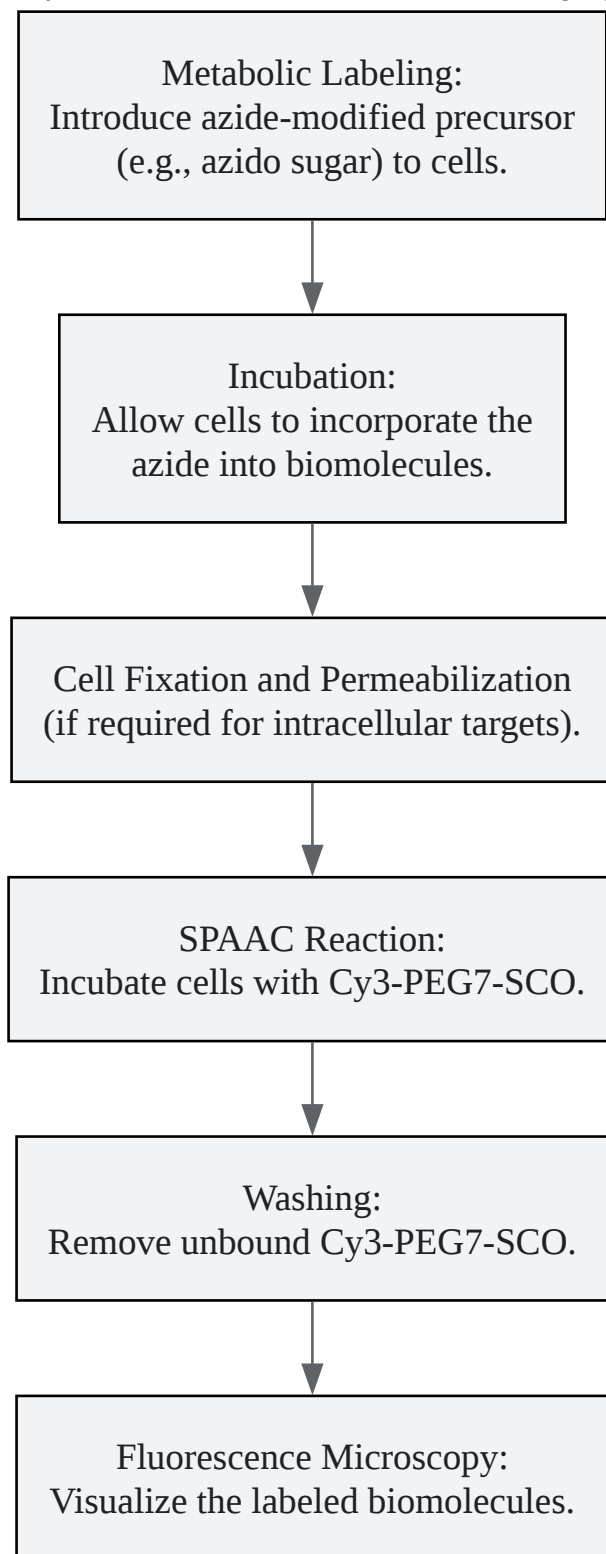 Metabolic Labeling:
Introduce azide-modified precursor
(e.g., azido sugar) to cells.
Incubation:
Allow cells to incorporate the
azide into biomolecules.
Cell Fixation and Permeabilization
(if required for intracellular targets).
SPAAC Reaction:
Incubate cells with Cy3-PEG7-SCO.
Washing:
Remove unbound Cy3-PEG7-SCO.
Fluorescence Microscopy:
Visualize the labeled biomolecules.